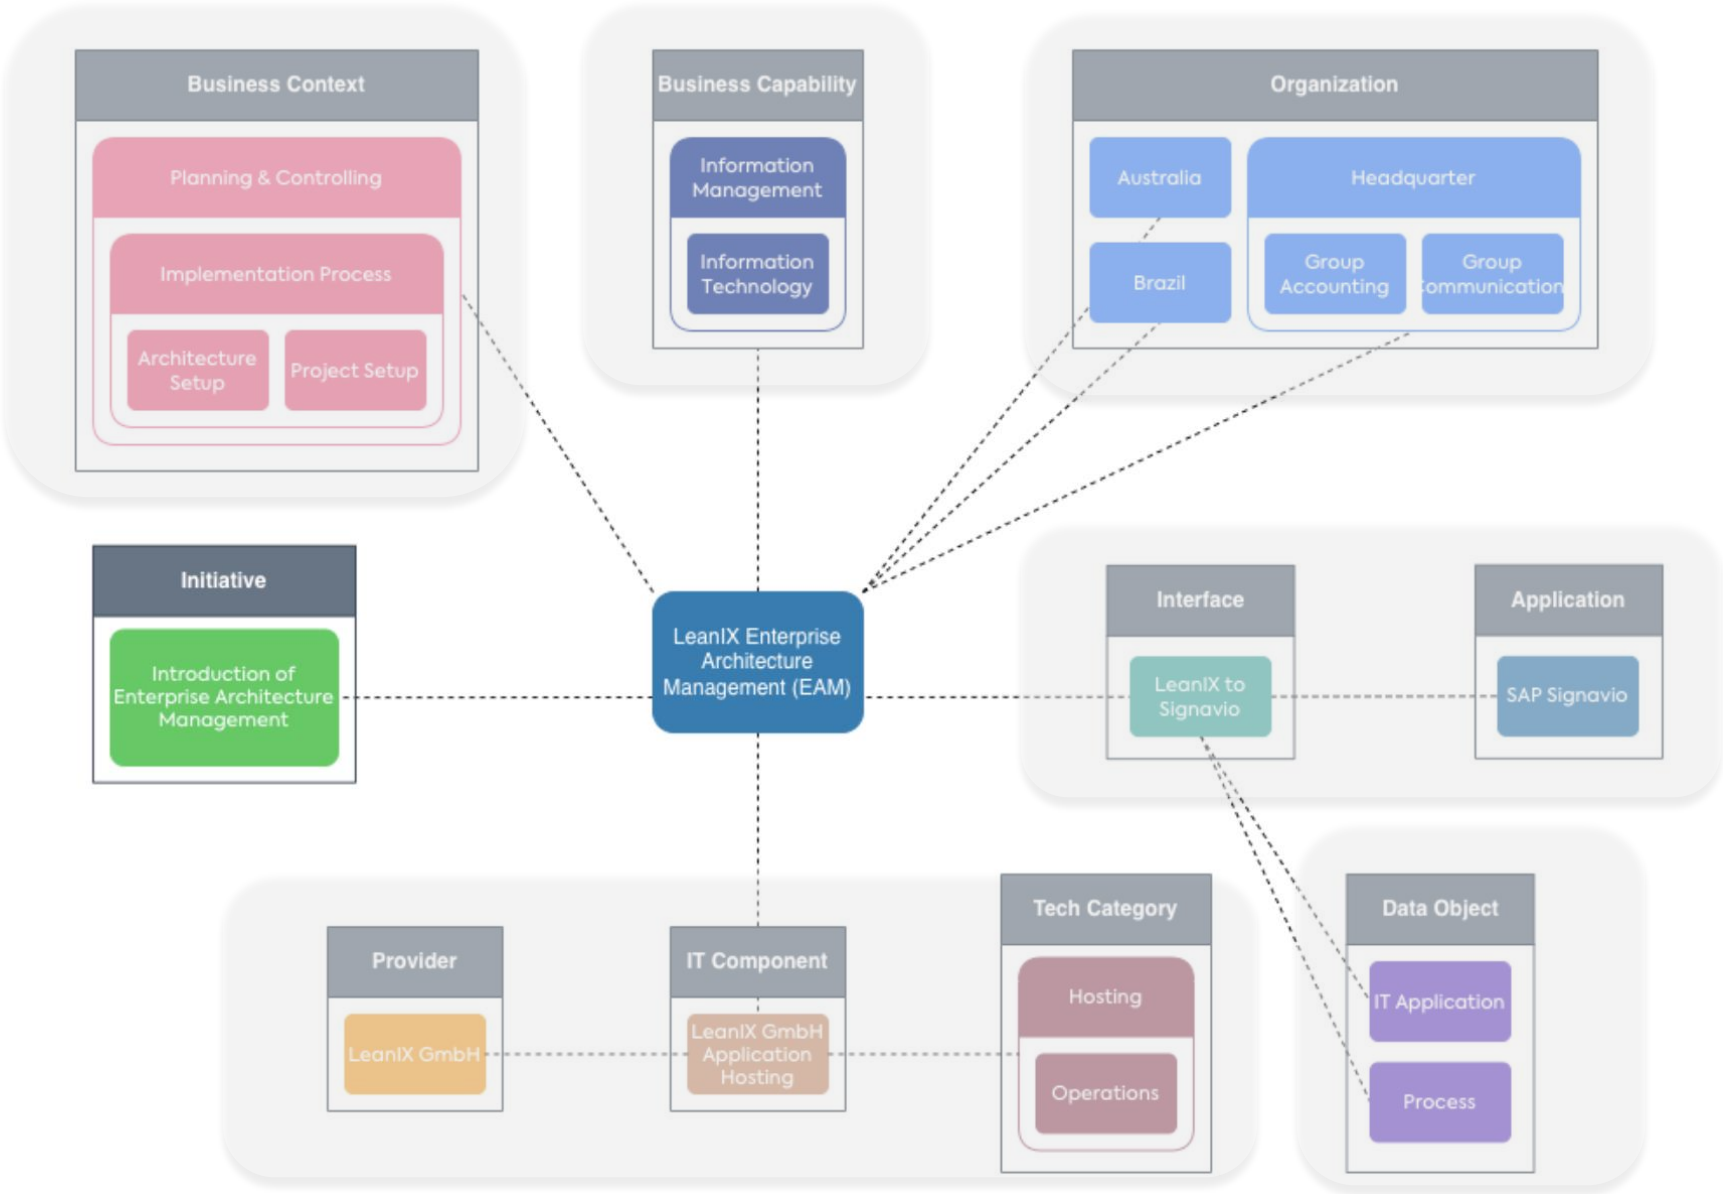 Business Context
Planning & Controlling
Implementation Process
Architecture
Setup
Project Setup
Business Capability
Information
Management
Information
Technology
Organization
Australia
Headquarter
Brazil
Group
Accounting
Group
ommunication
Initiative
Introduction of
Enterprise Architecture
Management
LeanIX Enterprise
Architecture
Management (EAM)
Interface
LeanIX to
Signavio
Application
SAP Signavio
Provider
LeanIX GmbH
IT Component
LeanIX GmbH
Application
Hosting
Tech Category
Hosting
Operations
Data Object
IT Application
Process